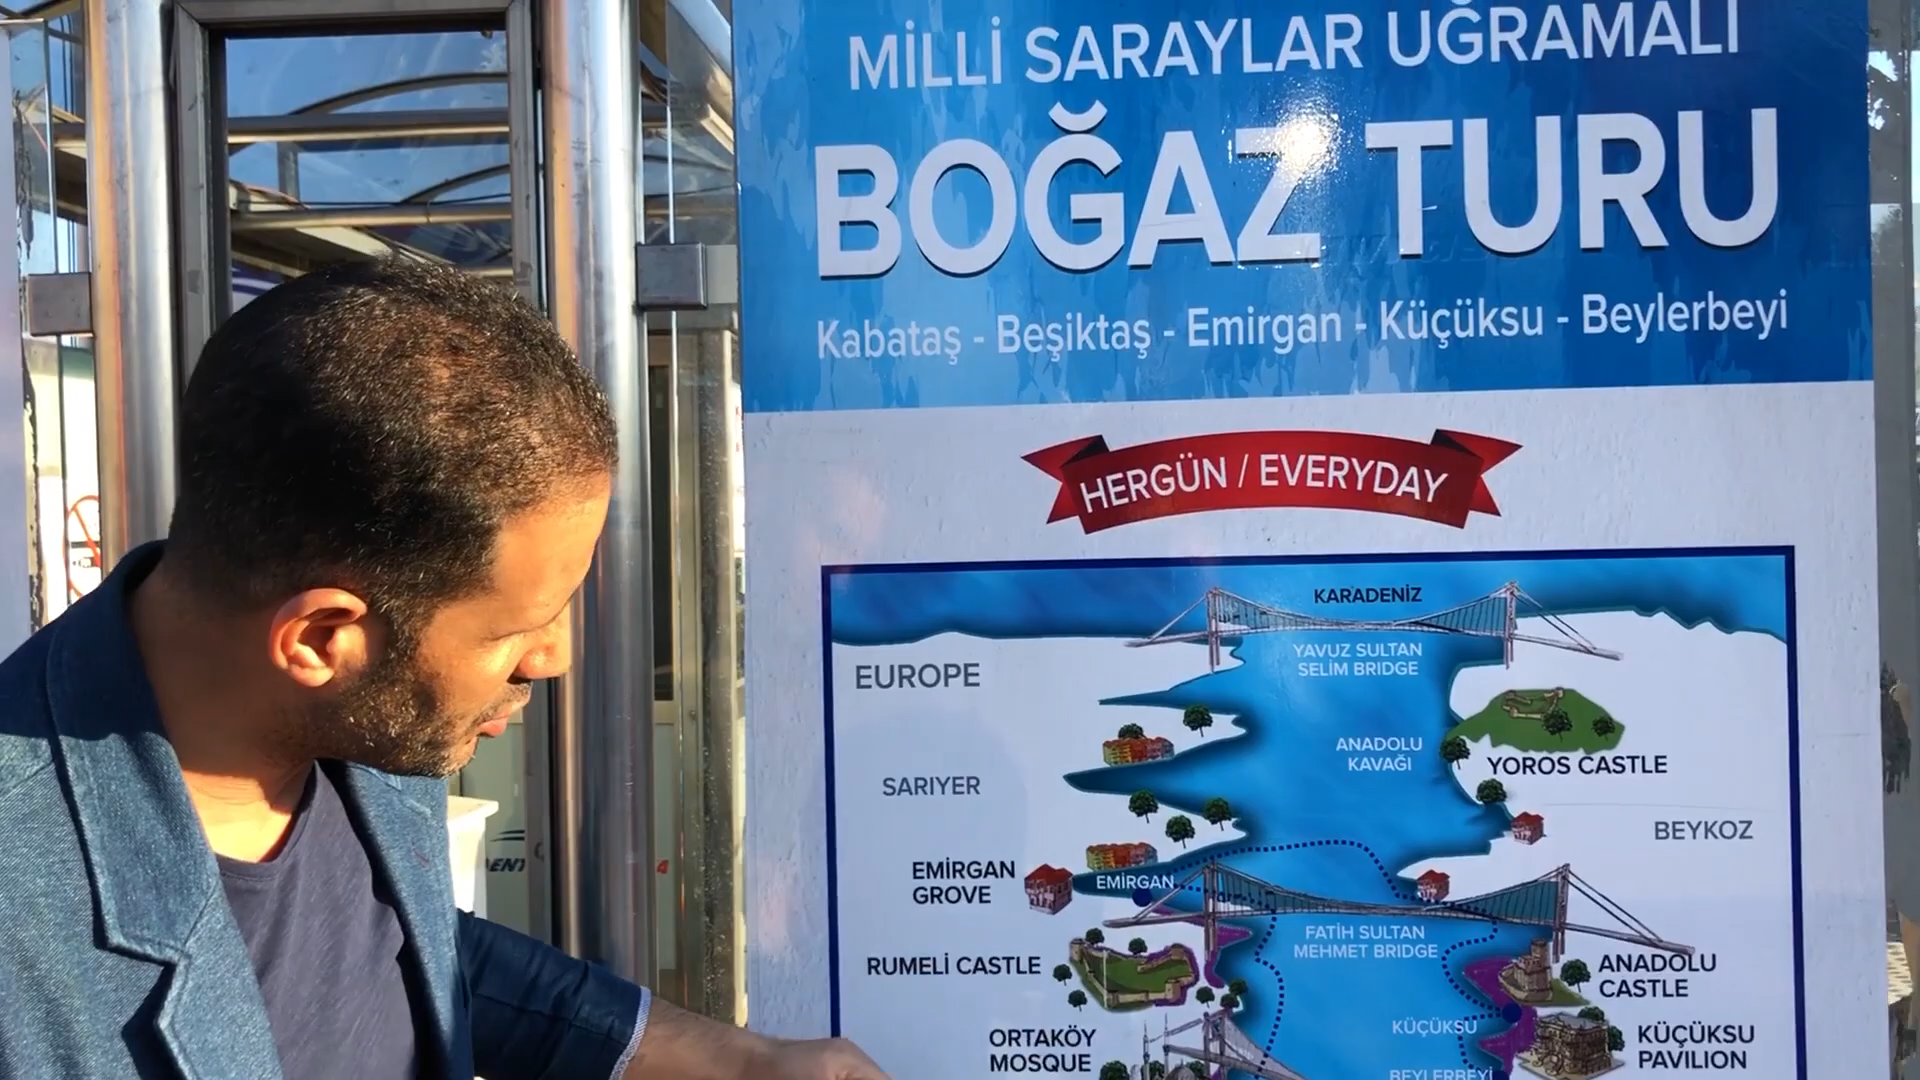 MİLLİ SARAYLAR UĞRAMALI
BOĞAZ TURU
Kabataş - Beşiktaş - Emirgan - Küçüksu - Beylerbeyi
HERGÜN / EVERYDAY
KARADENİZ
YAVUZ SULTAN
SELIM BRIDGE
EUROPE
ANADOLU
KAVAĞI
YOROS CASTLE
SARIYER
BEYKOZ
EMİRGAN
GROVE
EMİRGAN
FATİH SULTAN
MEHMET BRIDGE
RUMELİ CASTLE
ANADOLU
CASTLE
ORTAKÖY
MOSQUE
KÜÇÜKSU
KÜÇÜKSU
PAVILION
BEYLERBEYİ